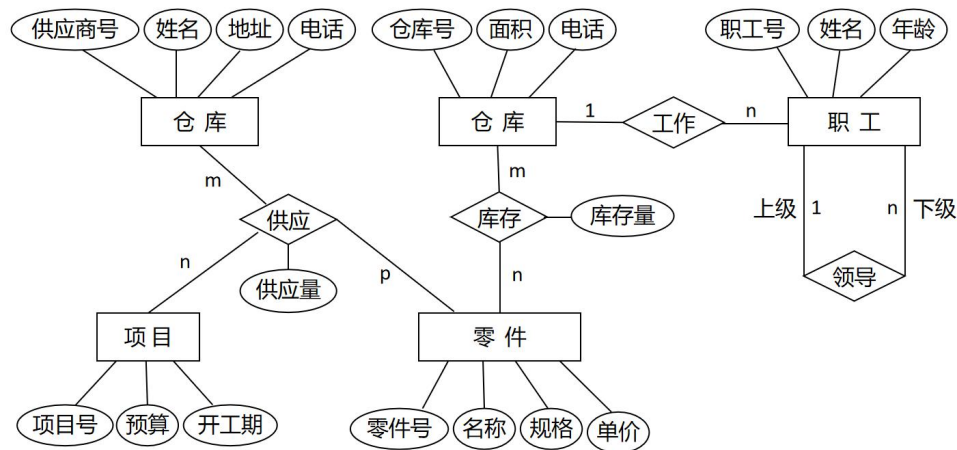 供应商号 姓名 地址 电话 仓库号 面积 电话 职工号 姓名 年龄
仓 库 仓 库 1 工作 n 职 工
m m
供应 库存 库存量 上级 1 n 下级
n 供应量 p n 领导
项 目 零 件
项目号 预算 开工期 零件号 名称 规格 单价